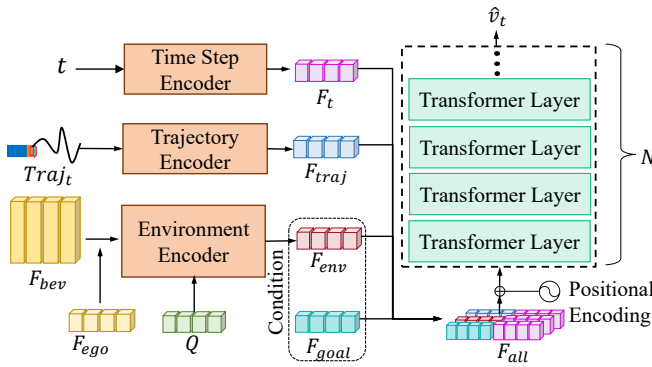 t
Time Step
Encoder
F_t
Traj_t
Trajectory
Encoder
F_traj
F_bev
Environment
Encoder
F_ego
Q
Condition
F_env
F_goal
v̂_t
Transformer Layer
Transformer Layer
Transformer Layer
Transformer Layer
N
Positional
Encoding
F_all